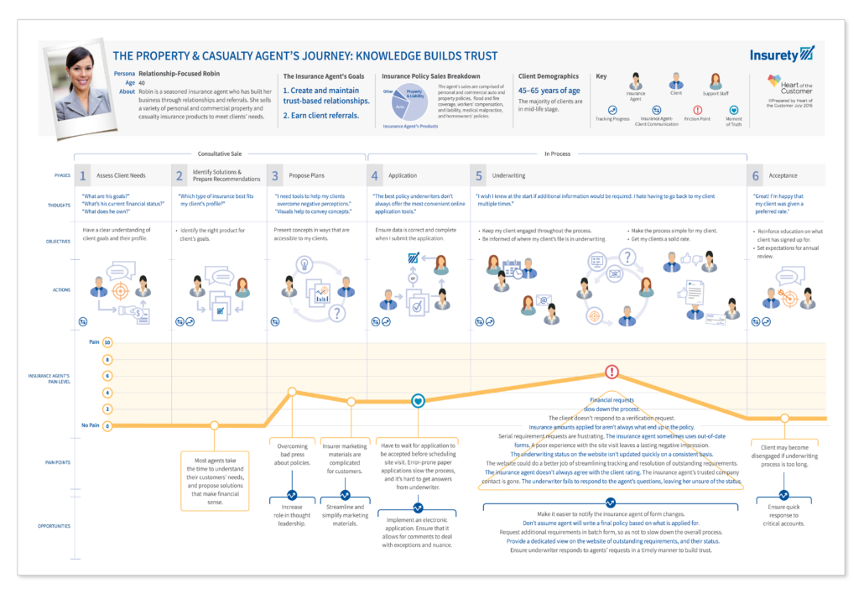 THE PROPERTY & CASUALTY AGENT'S JOURNEY: KNOWLEDGE BUILDS TRUST
Insurety
Persona Relationship-Focused Robin
Age 40
About Robin is a seasoned insurance agent who has built her
business through relationships and referrals. She sells
a variety of personal and commercial property and
casualty insurance products to meet clients' needs.
The Insurance Agent's Goals
1. Create and maintain
trust-based relationships.
2. Earn client referrals.
Insurance Policy Sales Breakdown
Other
Property
& Liability
Auto
Insurance Agent's Products
The agent's sales are comprised of
personal and commercial auto and
property policies, flood and fire
coverage, workers' compensation,
and liability, medical malpractice,
and homeowners' policies.
Client Demographics
45-65 years of age
The majority of clients are
in mid-life stage.
Key
Insurance
Agent
Client
Support Staff
Tracking Progress
Insurance Agent-
Client Communication
Friction Point
Moment
of Truth
Heart of the
Customer
©Prepared by Heart of
the Customer July 2016
Consultative Sale
In Process
PHASES
1 Assess Client Needs
2 Identify Solutions &
Prepare Recommendations
3 Propose Plans
4 Application
5 Underwriting
6 Acceptance
THOUGHTS
"What are his goals?"
"What's his current financial status?"
"What does he own?"
"Which type of insurance best fits
my client's profile?"
"I need tools to help my clients
overcome negative perceptions."
"Visuals help to convey concepts."
"The best policy underwriters don't
always offer the most convenient online
application tools."
"I wish I knew at the start if additional information would be required. I hate having to go back to my client
multiple times."
"Great! I'm happy that
my client was given a
preferred rate."
OBJECTIVES
Have a clear understanding of
client goals and their profile.
• Identify the right product for
client's goals.
Present concepts in ways that are
accessible to my clients.
Ensure data is correct and complete
when I submit the application.
• Keep my client engaged throughout the process.
• Be informed of where my client's file is in underwriting.
• Make the process simple for my client.
• Get my clients a solid rate.
• Reinforce education on what
client has signed up for.
• Set expectations for annual
review.
ACTIONS
INSURANCE AGENT'S
PAIN LEVEL
Pain 10
8
6
4
2
No Pain 0
PAIN POINTS
Most agents take
the time to understand
their customers' needs,
and propose solutions
that make financial
sense.
Overcoming
bad press
about policies.
Insurer marketing
materials are
complicated
for customers.
Have to wait for application to
be accepted before scheduling
site visit. Error-prone paper
applications slow the process,
and it's hard to get answers
from underwriter.
Financial requests
slow down the process.
The client doesn't respond to a verification request.
Insurance amounts applied for aren't always what end up in the policy.
Serial requirement requests are frustrating. The insurance agent sometimes uses out-of-date
forms. A poor experience with the site visit leaves a lasting negative impression.
The underwriting status on the website isn't updated quickly on a consistent basis.
The website could do a better job of streamlining tracking and resolution of outstanding requirements.
The insurance agent doesn't always agree with the client rating. The insurance agent's trusted company
contact is gone. The underwriter fails to respond to the agent's questions, leaving her unsure of the status.
Client may become
disengaged if underwriting
process is too long.
OPPORTUNITIES
Increase
role in thought
leadership.
Streamline and
simplify marketing
materials.
Implement an electronic
application. Ensure that it
allows for comments to deal
with exceptions and nuance.
Make it easier to notify the insurance agent of form changes.
Don't assume agent will write a final policy based on what is applied for.
Request additional requirements in batch form, so as not to slow down the overall process.
Provide a dedicated view on the website of outstanding requirements, and their status.
Ensure underwriter responds to agents' requests in a timely manner to build trust.
Ensure quick
response to
critical accounts.